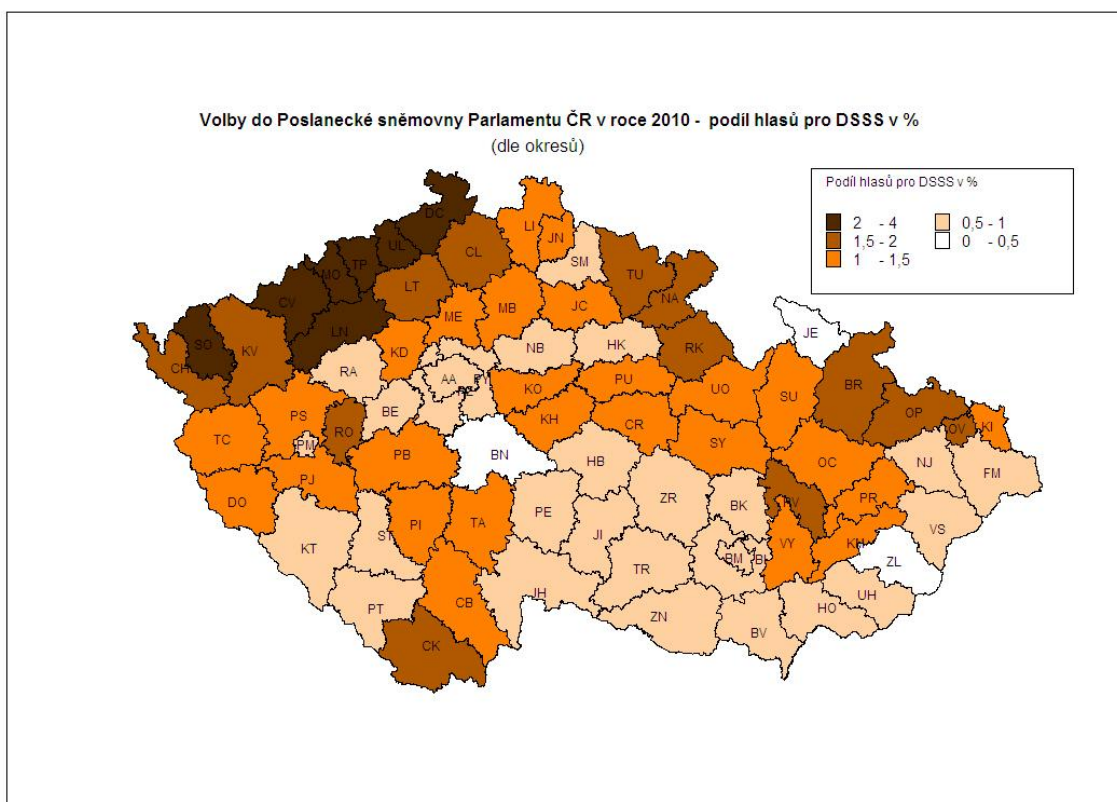 Volby do Poslanecké sněmovny Parlamentu ČR v roce 2010 - podíl hlasů pro DSSS v %
(dle okresů)
Podíl hlasů pro DSSS v %
2 - 4
0,5 - 1
1,5 - 2
0 - 0,5
1 - 1,5
DC
LI
JN
UL
CL
SM
TP
MO
TU
CV
LT
NA
ME
MB
JC
JE
LN
SO
KV
KD
NB
HK
RK
CH
RA
AA
BR
KO
PU
UO
SU
OP
BE
PS
RO
KH
CR
OV
KI
TC
PM
SY
PB
BN
HB
OC
NJ
FM
PJ
ZR
DO
PI
TA
PE
BK
PV
PR
VS
KT
ST
JI
BM
VY
ZL
TR
CB
JH
UH
PT
HO
ZN
BV
CK